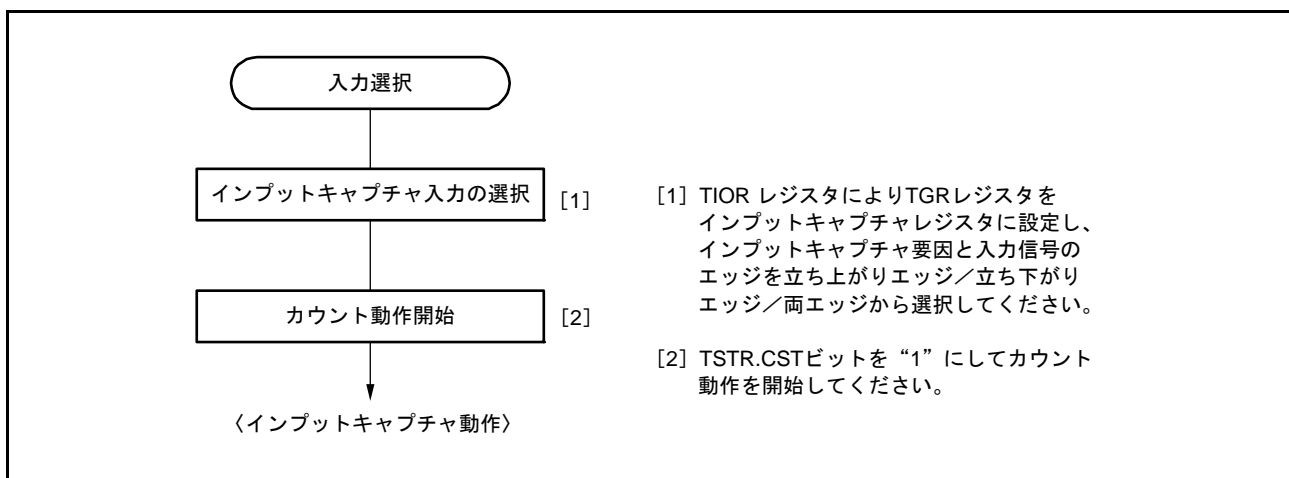 入力選択
インプットキャプチャ入力の選択
[1]
カウント動作開始
[2]
〈インプットキャプチャ動作〉
[1] TIOR レジスタによりTGRレジスタを
インプットキャプチャレジスタに設定し、
インプットキャプチャ要因と入力信号の
エッジを立ち上がりエッジ／立ち下がり
エッジ／両エッジから選択してください。
[2] TSTR.CSTビットを“1”にしてカウント
動作を開始してください。